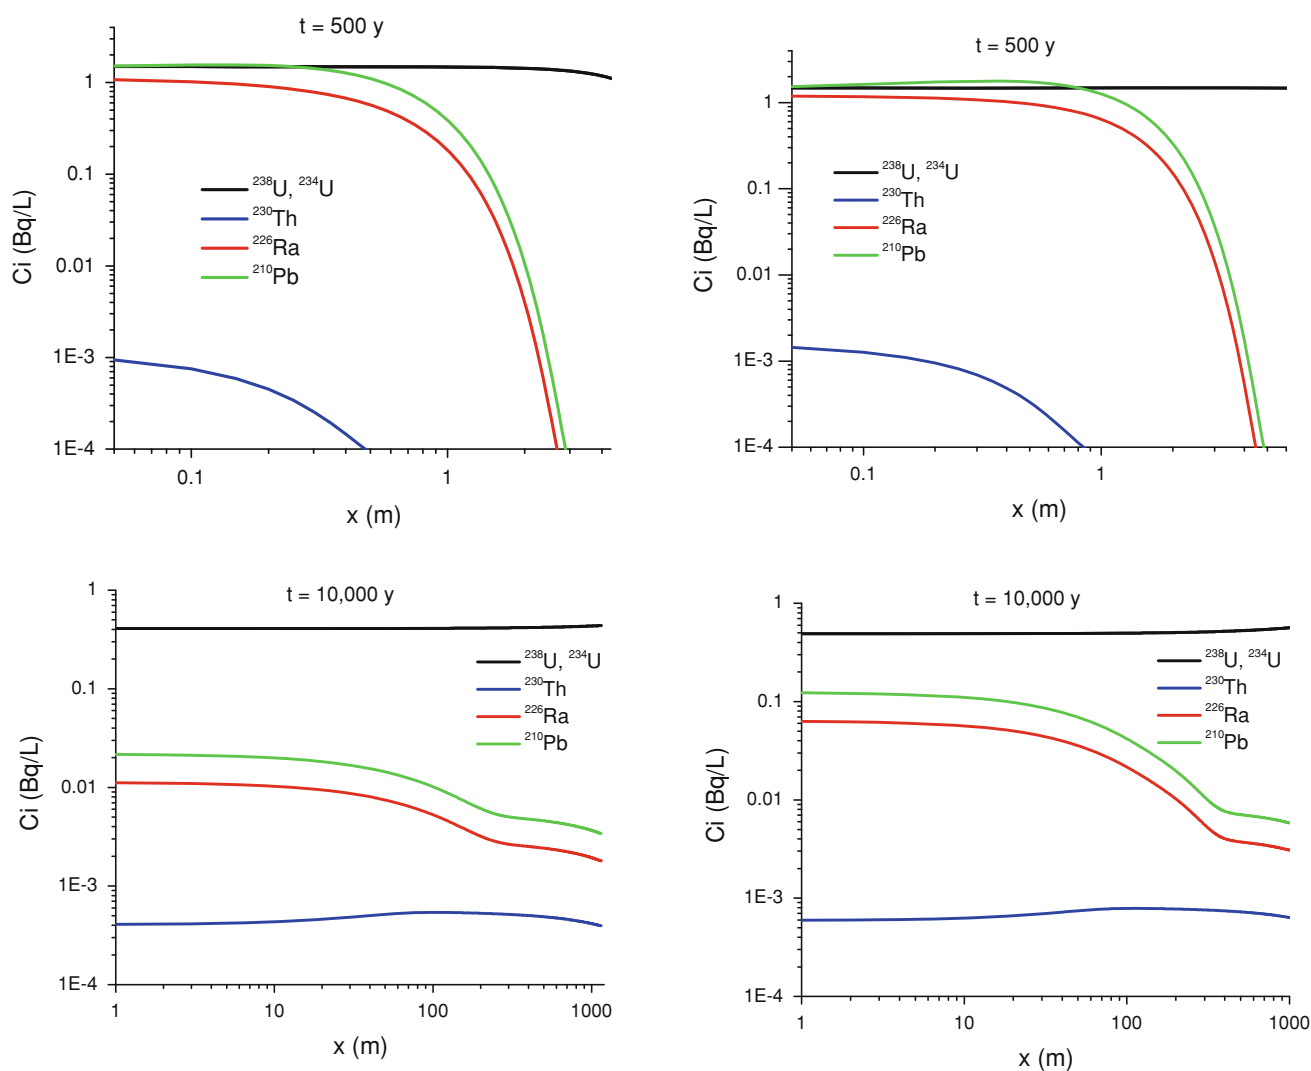 t = 500 y
Ci (Bq/L)
1
0.1
0.01
1E-3
1E-4
²³⁸U, ²³⁴U
²³⁰Th
²²⁶Ra
²¹⁰Pb
0.1 1
x (m)
t = 500 y
Ci (Bq/L)
1
0.1
0.01
1E-3
1E-4
²³⁸U, ²³⁴U
²³⁰Th
²²⁶Ra
²¹⁰Pb
0.1 1
x (m)
t = 10,000 y
Ci (Bq/L)
1
0.1
0.01
1E-3
1E-4
²³⁸U, ²³⁴U
²³⁰Th
²²⁶Ra
²¹⁰Pb
1 10 100 1000
x (m)
t = 10,000 y
Ci (Bq/L)
1
0.1
0.01
1E-3
1E-4
²³⁸U, ²³⁴U
²³⁰Th
²²⁶Ra
²¹⁰Pb
1 10 100 1000
x (m)